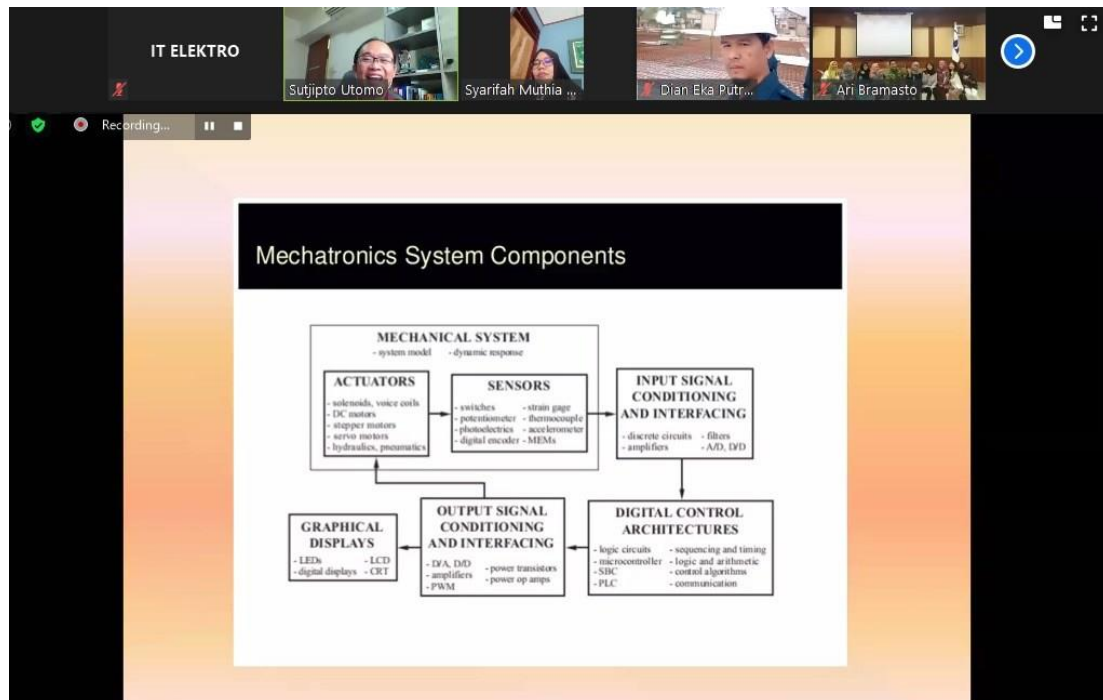 IT ELEKTRO
Sutjipto Utomo
Syarifah Muthia ...
Dian Eka Putr...
Ari Bramasto
Recording...
Mechatronics System Components
MECHANICAL SYSTEM
- system model - dynamic response
ACTUATORS
- solenoids, voice coils
- DC motors
- stepper motors
- servo motors
- hydraulics, pneumatics
SENSORS
- switches - strain gage
- potentiometer - thermocouple
- photoelectrics - accelerometer
- digital encoder - MEMs
INPUT SIGNAL
CONDITIONING
AND INTERFACING
- discrete circuits - filters
- amplifiers - A/D, D/D
GRAPHICAL
DISPLAYS
- LEDs - LCD
- digital displays - CRT
OUTPUT SIGNAL
CONDITIONING
AND INTERFACING
- D/A, D/D - power transistors
- amplifiers - power op amps
- PWM
DIGITAL CONTROL
ARCHITECTURES
- logic circuits - sequencing and timing
- microcontroller - logic and arithmetic
- SBC - control algorithms
- PLC - communication